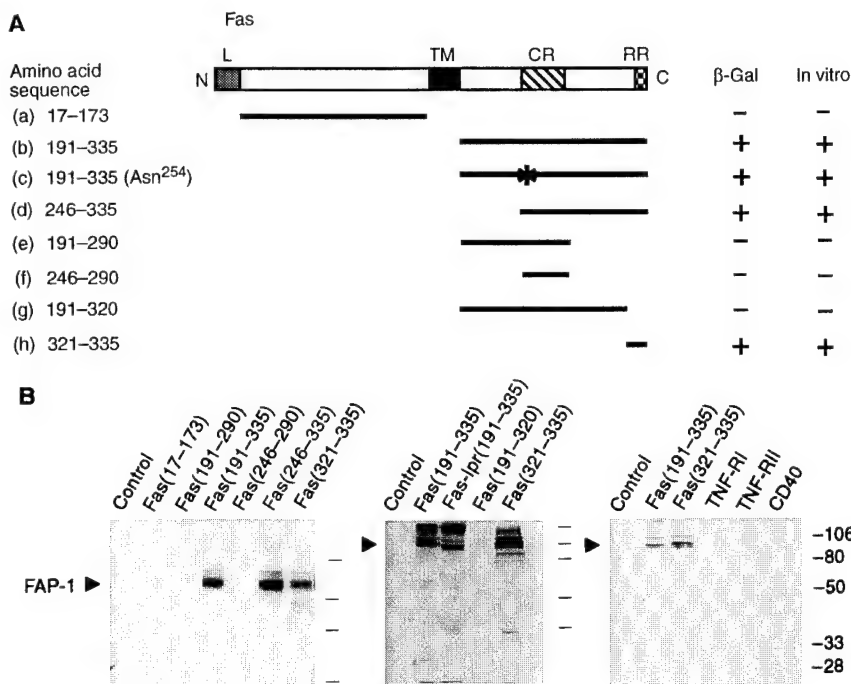 A
Fas
L TM CR RR
Amino acid sequence N C β-Gal In vitro
(a) 17–173 – –
(b) 191–335 + +
(c) 191–335 (Asn²⁵⁴) + +
(d) 246–335 + +
(e) 191–290 – –
(f) 246–290 – –
(g) 191–320 – –
(h) 321–335 + +
B
Control Fas(17–173) Fas(191–290) Fas(191–335) Fas(246–290) Fas(246–335) Fas(321–335)
Control Fas(191–335) Fas-lpr(191–335) Fas(191–320) Fas(321–335)
Control Fas(191–335) Fas(321–335) TNF-RI TNF-RII CD40
FAP-1
–106
–80
–50
–33
–28